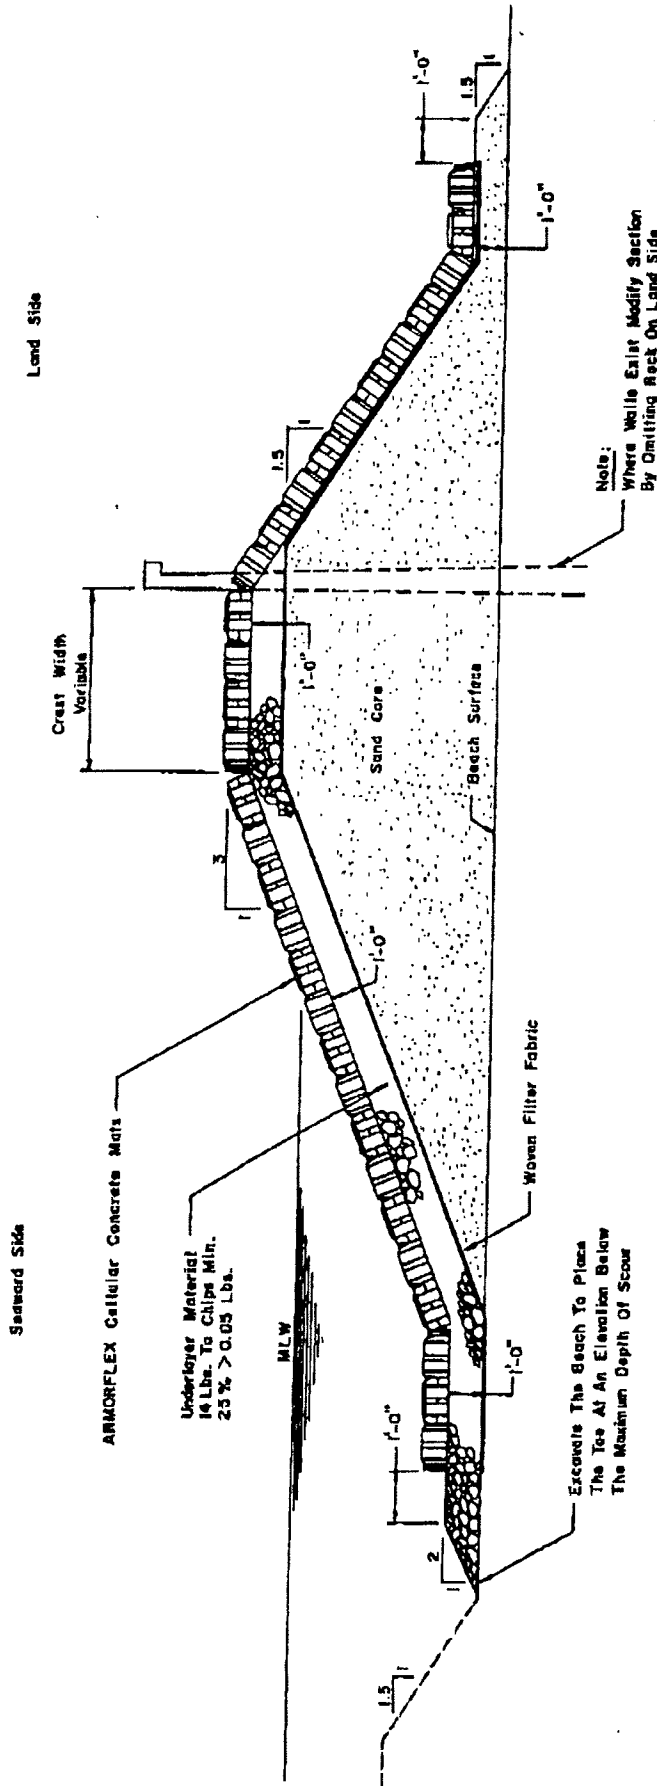 Seaward Side
Land Side
ARMORFLEX Cellular Concrete Mats
Underlayer Material
14 Lbs. To Chips Min.
25 % > 0.05 Lbs.
MLW
Crest Width
Variable
3
1
1.5
1
1'-0"
1.5
1
1'-0"
1'-0"
1'-0"
1'-0"
1'-0"
2
1
1.5
1
Sand Core
Beach Surface
Woven Filter Fabric
Excavate The Beach To Place
The Toe At An Elevation Below
The Maximum Depth Of Scour
Note:
Where Walls Exist Modify Section
By Omitting Rock On Land Side